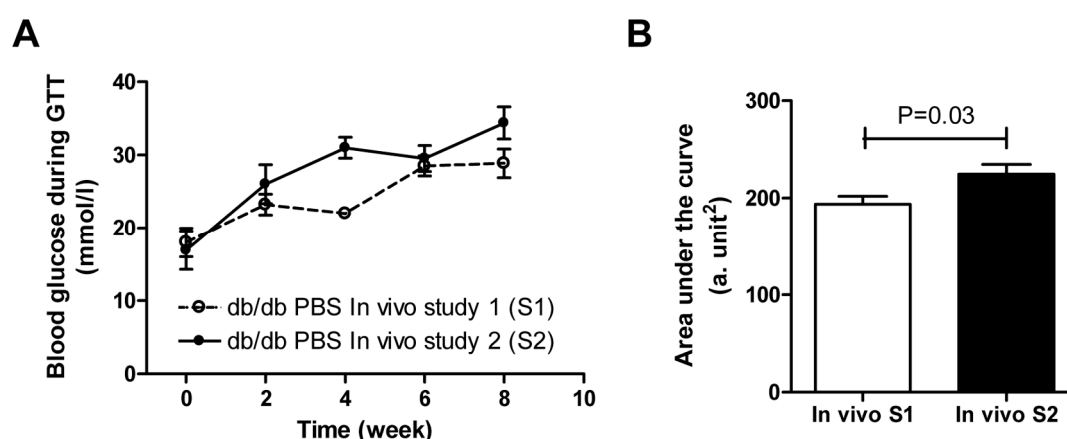 A
Blood glucose during GTT
(mmol/l)
40
30
20
10
0
db/db PBS In vivo study 1 (S1)
db/db PBS In vivo study 2 (S2)
0 2 4 6 8 10
Time (week)
B
Area under the curve
(a. unit²)
300
200
100
0
P=0.03
In vivo S1 In vivo S2